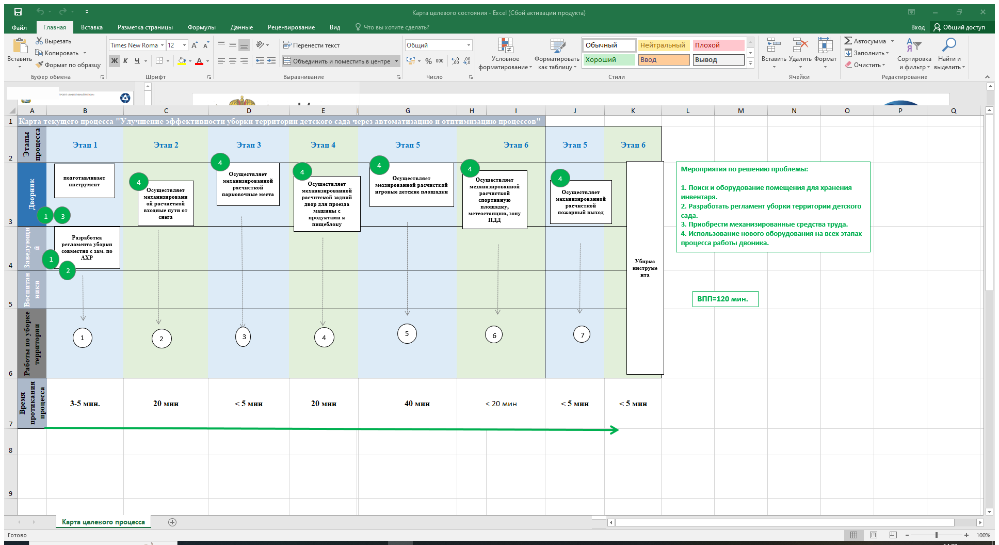 Карта целевого состояния - Excel (Сбой активации продукта)
Файл
Главная
Вставка
Разметка страницы
Формулы
Данные
Рецензирование
Вид
Что вы хотите сделать?
Вход
Общий доступ
Вставить
Вырезать
Копировать
Формат по образцу
Буфер обмена
Times New Roma
12
Ж К Ч
Шрифт
Перенести текст
Объединить и поместить в центре
Выравнивание
Общий
% 000
Число
Условное
форматирование
Форматировать
как таблицу
Обычный
Нейтральный
Плохой
Хороший
Ввод
Вывод
Стили
Вставить
Удалить
Формат
Ячейки
Автосумма
Заполнить
Очистить
Сортировка
и фильтр
Найти и
выделить
Редактирование
A B C D E G H I J K L M N O P Q
1
Карта текущего процесса "Улучшение эффективности уборки территории детского сада через автоматизацию и отптимизацию процессов"
2
Этапы
процесса
Этап 1
Этап 2
Этап 3
Этап 4
Этап 5
Этап 6
Этап 5
Этап 6
3
Дворник
подготавливает
инструмент
1
3
4
Осуществляет
механизированн
ой расчисткой
входные пути от
снега
4
Осуществляет
механизированной
расчисткой
парковочные места
4
Осуществляет
механизированной
расчитской задний
двор для проезда
машины с
продуктами к
пищеблоку
4
Осуществляет
мехзированной расчисткой
игровые детские площадки
4
Осуществляет
механизированной
расчисткой
спортивную
площадку,
метеостанцию, зону
ПДД
4
Осуществляет
механизированной
расчисткой
пожарный выход
Убирка
инструме
нта
Мероприятия по решению проблемы:
1. Поиск и оборудование помещения для хранения
инвентаря.
2. Разработать регламент уборки территории детского
сада.
3. Приобрести механизированные средства труда.
4. Использование нового оборудования на всех этапах
процесса работы двоника.
4
Заведующи
й
Разработка
регламента уборки
совместно с зам. по
АХР
1
2
5
Воспитан
ники
ВПП=120 мин.
6
Работы по уборке
территории
1
2
3
4
5
6
7
7
Время
протикания
процесса
3-5 мин.
20 мин
< 5 мин
20 мин
40 мин
< 20 мин
< 5 мин
< 5 мин
8
9
Карта целевого процесса
Готово
100%